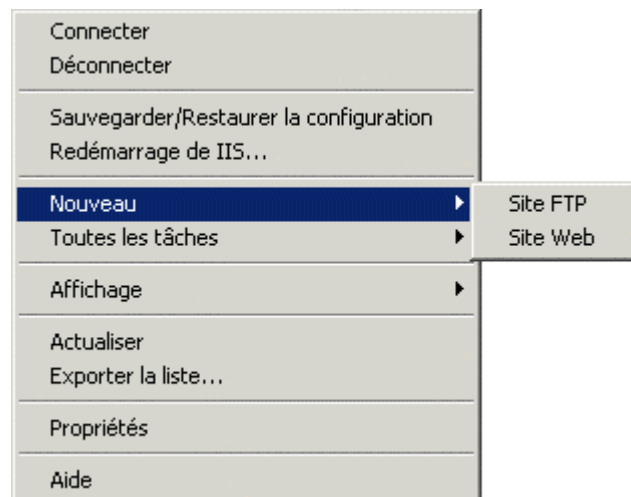 Connecter
Déconnecter
Sauvegarder/Restaurer la configuration
Redémarrage de IIS...
Nouveau
Site FTP
Toutes les tâches
Site Web
Affichage
Actualiser
Exporter la liste...
Propriétés
Aide